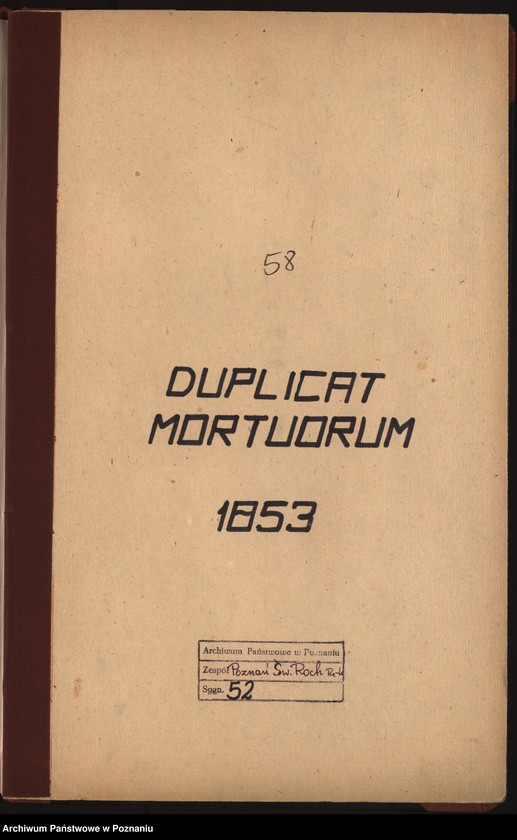 58
DUPLICAT
MORTUORUM
1853
Archiwum Państwowe w Poznaniu
Zespół Poznań Św. Roch
Sygn. 52
Archiwum Państwowe w Poznaniu